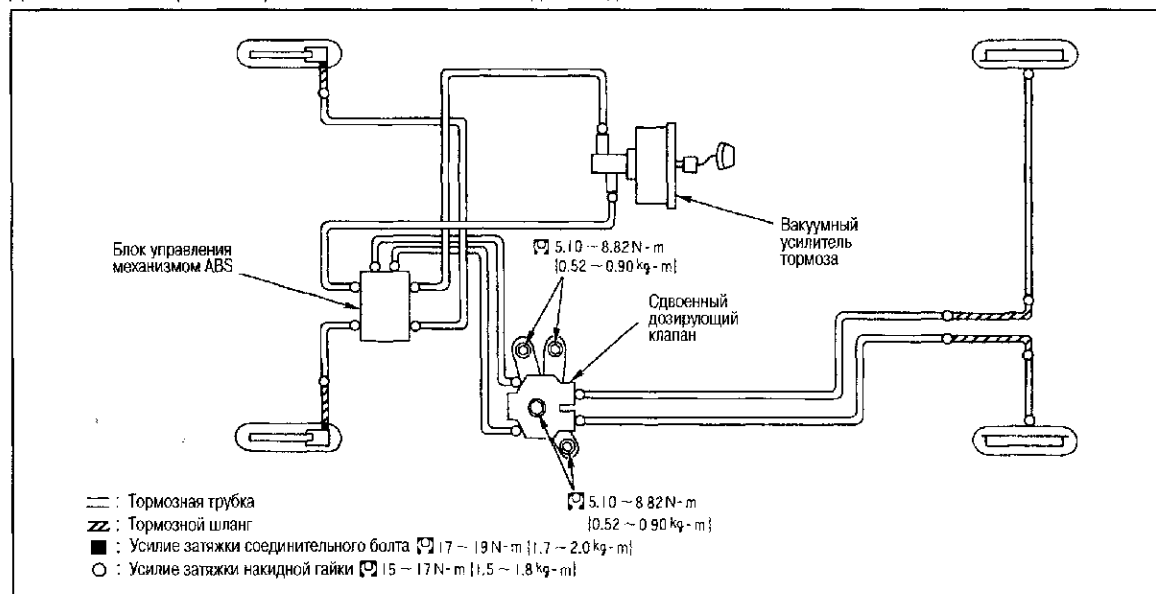 Вакуумный
усилитель
тормоза
Блок управления
механизмом ABS
5.10 ~ 8.82 N-m
{0.52 ~ 0.90 kg-m}
Сдвоенный
дозирующий
клапан
5.10 ~ 8.82 N-m
{0.52 ~ 0.90 kg-m}
: Тормозная трубка
: Тормозной шланг
: Усилие затяжки соединительного болта 17 ~ 19 N-m {1.7 ~ 2.0 kg-m}
: Усилие затяжки накидной гайки 15 ~ 17 N-m {1.5 ~ 1.8 kg-m}